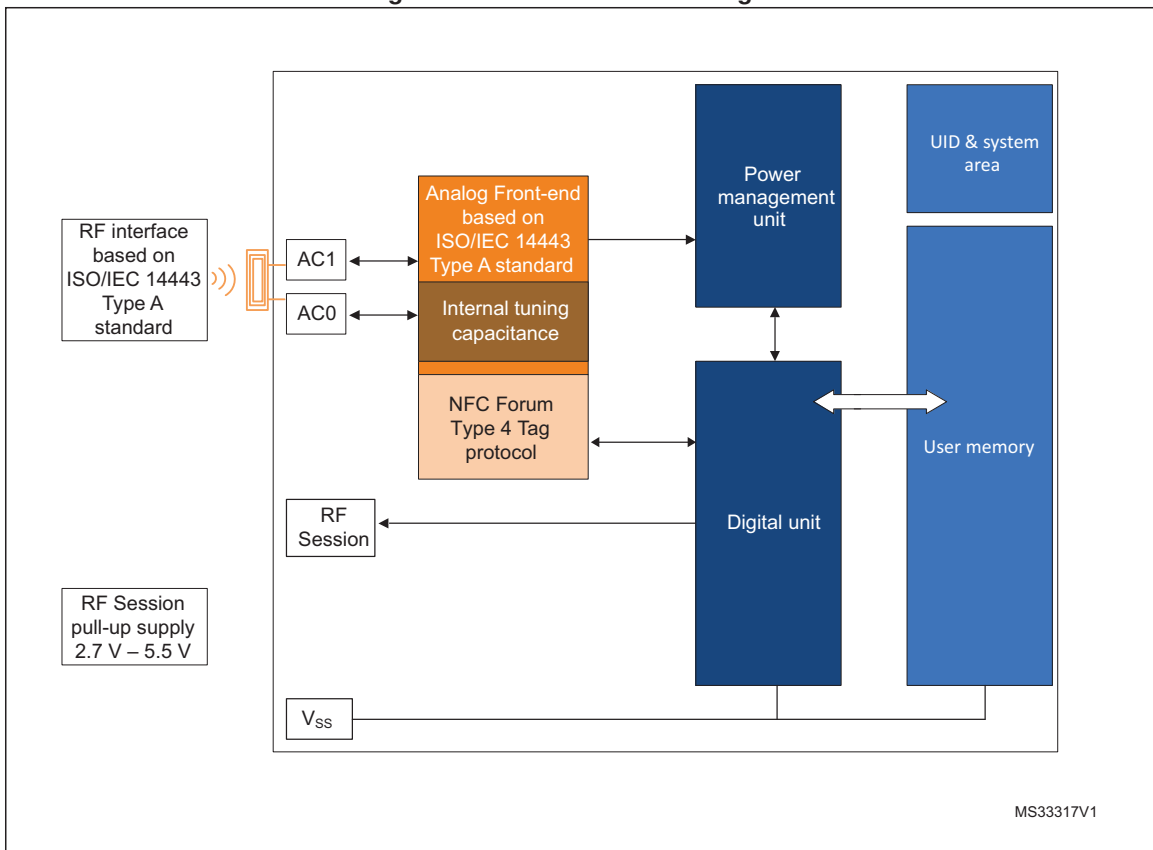 RF interface
based on
ISO/IEC 14443
Type A
standard
AC1
AC0
Analog Front-end
based on
ISO/IEC 14443
Type A standard
Internal tuning
capacitance
NFC Forum
Type 4 Tag
protocol
Power
management
unit
UID & system
area
User memory
Digital unit
RF
Session
RF Session
pull-up supply
2.7 V – 5.5 V
VSS
MS33317V1